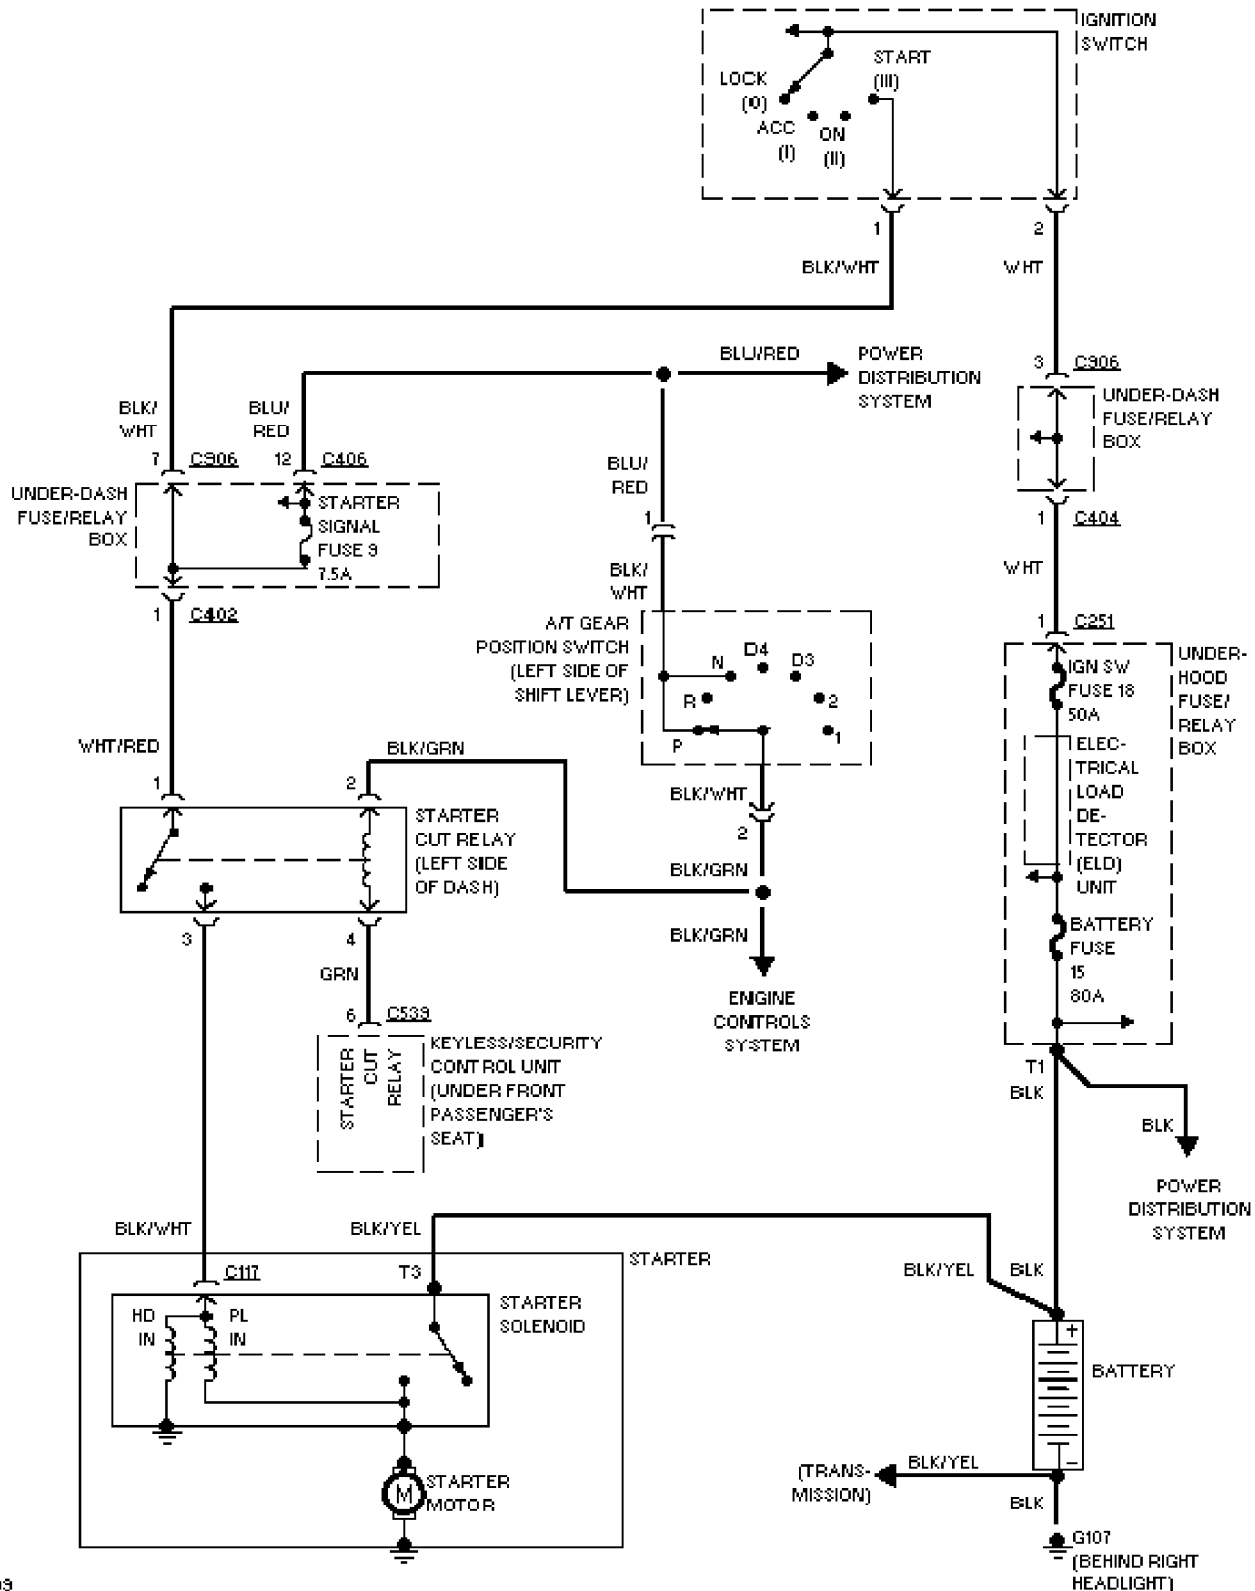 IGNITION
SWITCH
START
(III)
LOCK
(0)
ACC
(I)
ON
(II)
1
2
BLK/WHT
WHT
BLU/RED
POWER
DISTRIBUTION
SYSTEM
3
C906
UNDER-DASH
FUSE/RELAY
BOX
BLK/
WHT
BLU/
RED
7
C906
12
C406
BLU/
RED
UNDER-DASH
FUSE/RELAY
BOX
STARTER
SIGNAL
FUSE 9
7.5A
1
1
C404
WHT
BLK/
WHT
1
C402
A/T GEAR
POSITION SWITCH
(LEFT SIDE OF
SHIFT LEVER)
N
D4
D3
R
2
P
1
1
C251
IGN SW
FUSE 18
50A
UNDER-
HOOD
FUSE/
RELAY
BOX
WHT/RED
BLK/GRN
1
2
BLK/WHT
2
ELEC-
TRICAL
LOAD
DE-
TECTOR
(ELD)
UNIT
STARTER
CUT RELAY
(LEFT SIDE
OF DASH)
BLK/GRN
3
4
BLK/GRN
BATTERY
FUSE
15
80A
GRN
ENGINE
CONTROLS
SYSTEM
6
C539
STARTER
CUT
RELAY
KEYLESS/SECURITY
CONTROL UNIT
(UNDER FRONT
PASSENGER'S
SEAT)
T1
BLK
BLK
POWER
DISTRIBUTION
SYSTEM
BLK/WHT
BLK/YEL
STARTER
C117
T3
BLK/YEL
BLK
HD
IN
PL
IN
STARTER
SOLENOID
+
BATTERY
-
(TRANS-
MISSION)
BLK/YEL
BLK
M
STARTER
MOTOR
G107
(BEHIND RIGHT
HEADLIGHT)